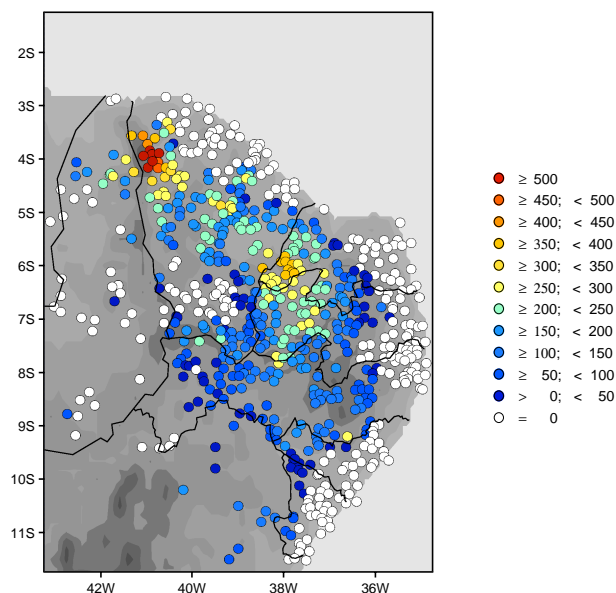 2S
3S
4S
5S
6S
7S
8S
9S
10S
11S
42W 40W 38W 36W
≥ 500
≥ 450; < 500
≥ 400; < 450
≥ 350; < 400
≥ 300; < 350
≥ 250; < 300
≥ 200; < 250
≥ 150; < 200
≥ 100; < 150
≥ 50; < 100
> 0; < 50
= 0